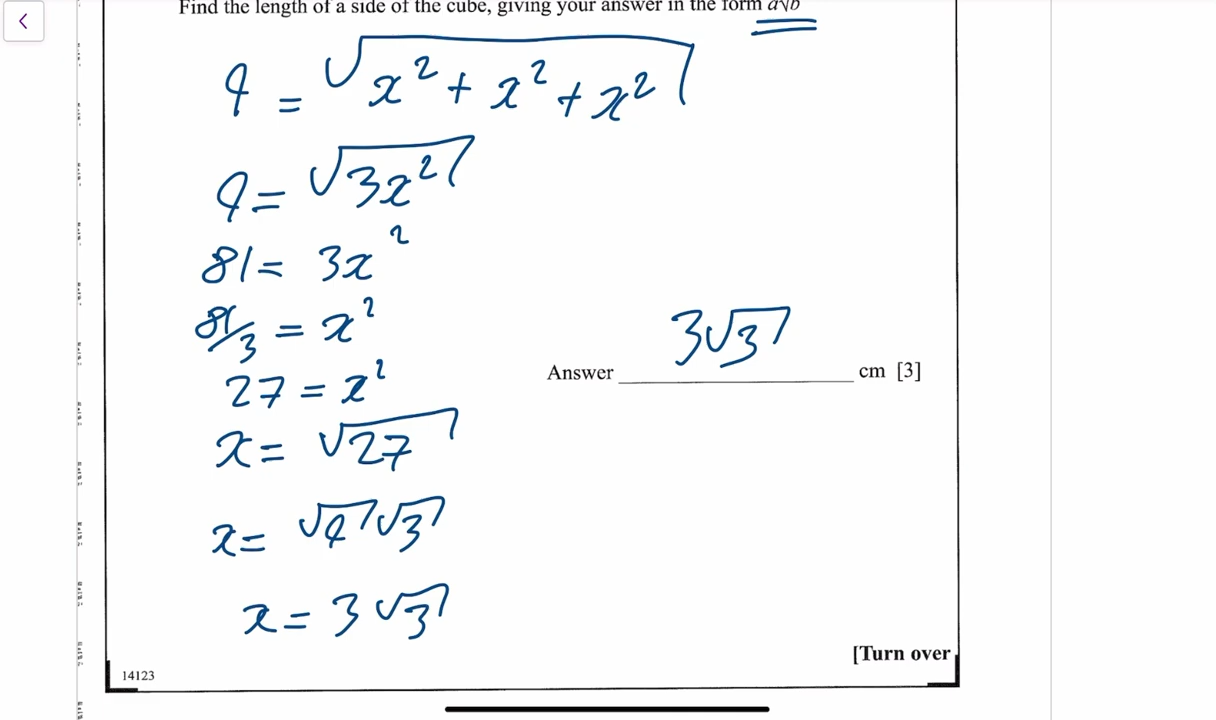 Find the length of a side of the cube, giving your answer in the form a√b
9 = √(x² + x² + x²)
9 = √(3x²)
81 = 3x²
81/3 = x²
27 = x²
x = √27
x = √9 √3
x = 3√3
3√3
Answer ____________ cm [3]
[Turn over
14123